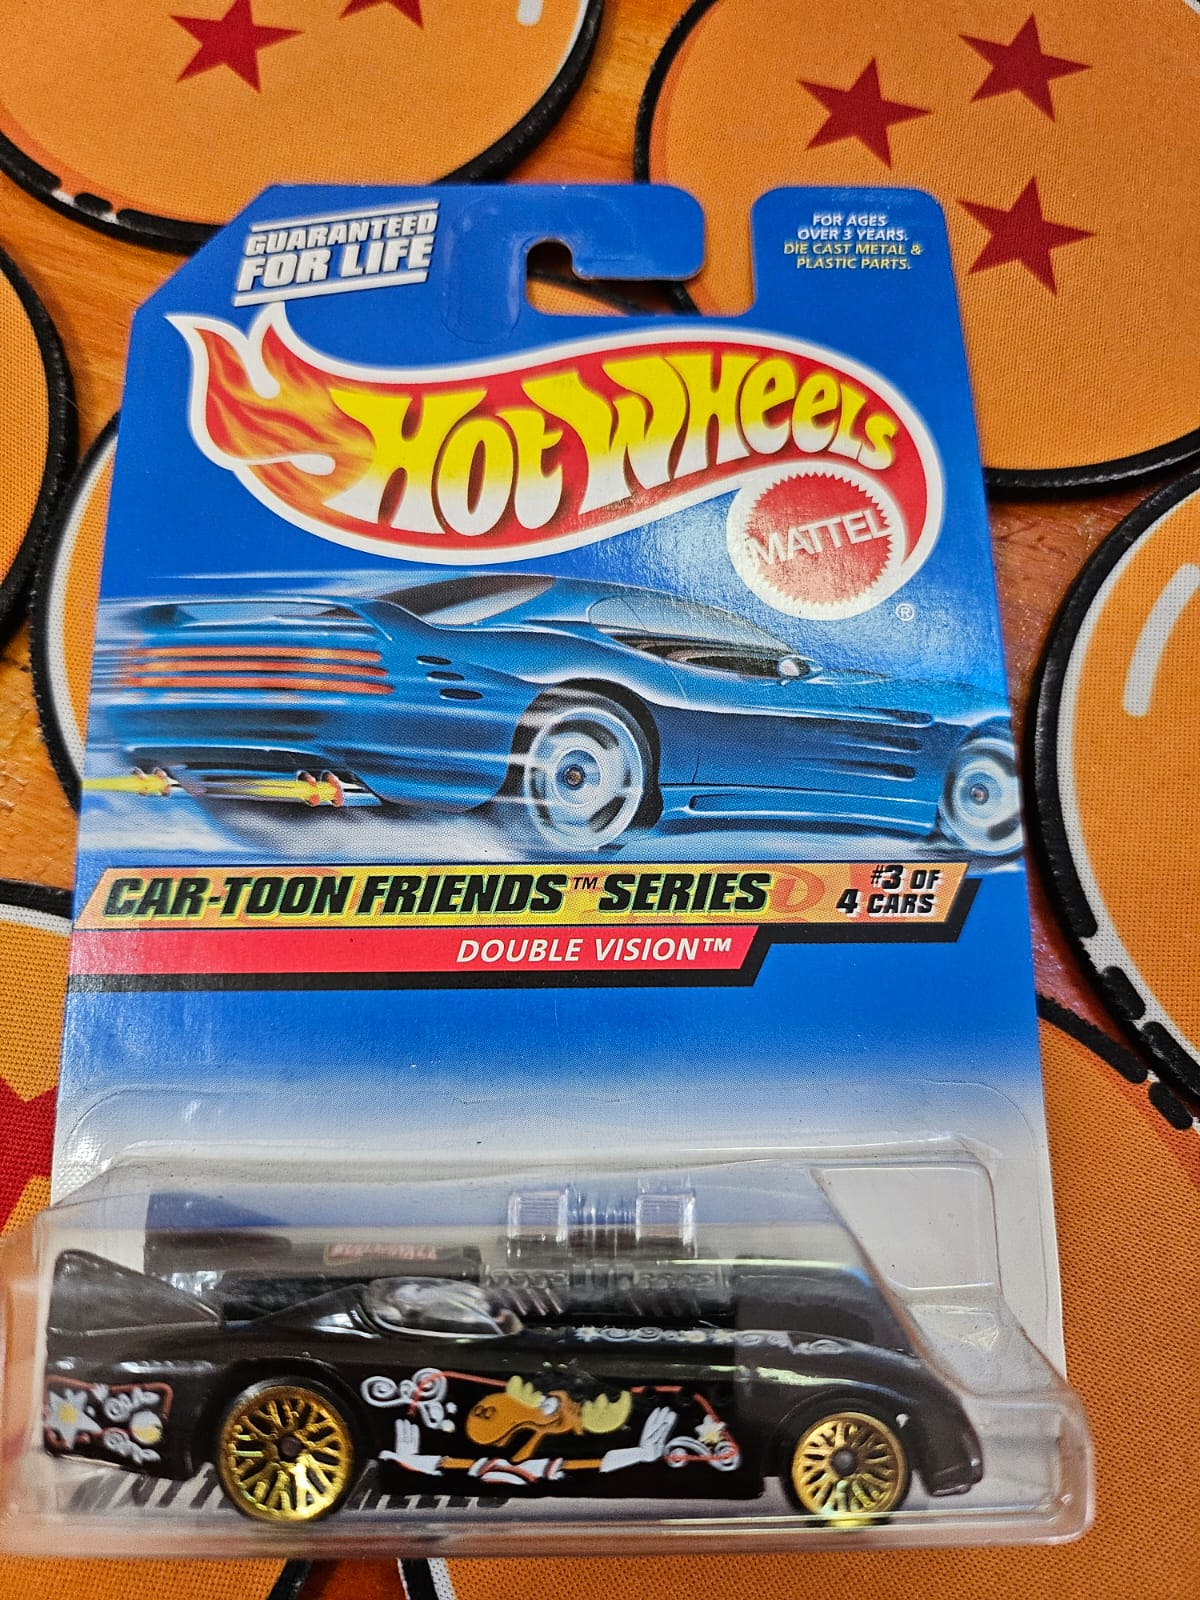 GUARANTEED
FOR LIFE
FOR AGES
OVER 3 YEARS.
DIE CAST METAL &
PLASTIC PARTS.
HOT WHEELS
MATTEL
®
CAR-TOON FRIENDS™ SERIES
#3 OF
4 CARS
DOUBLE VISION™